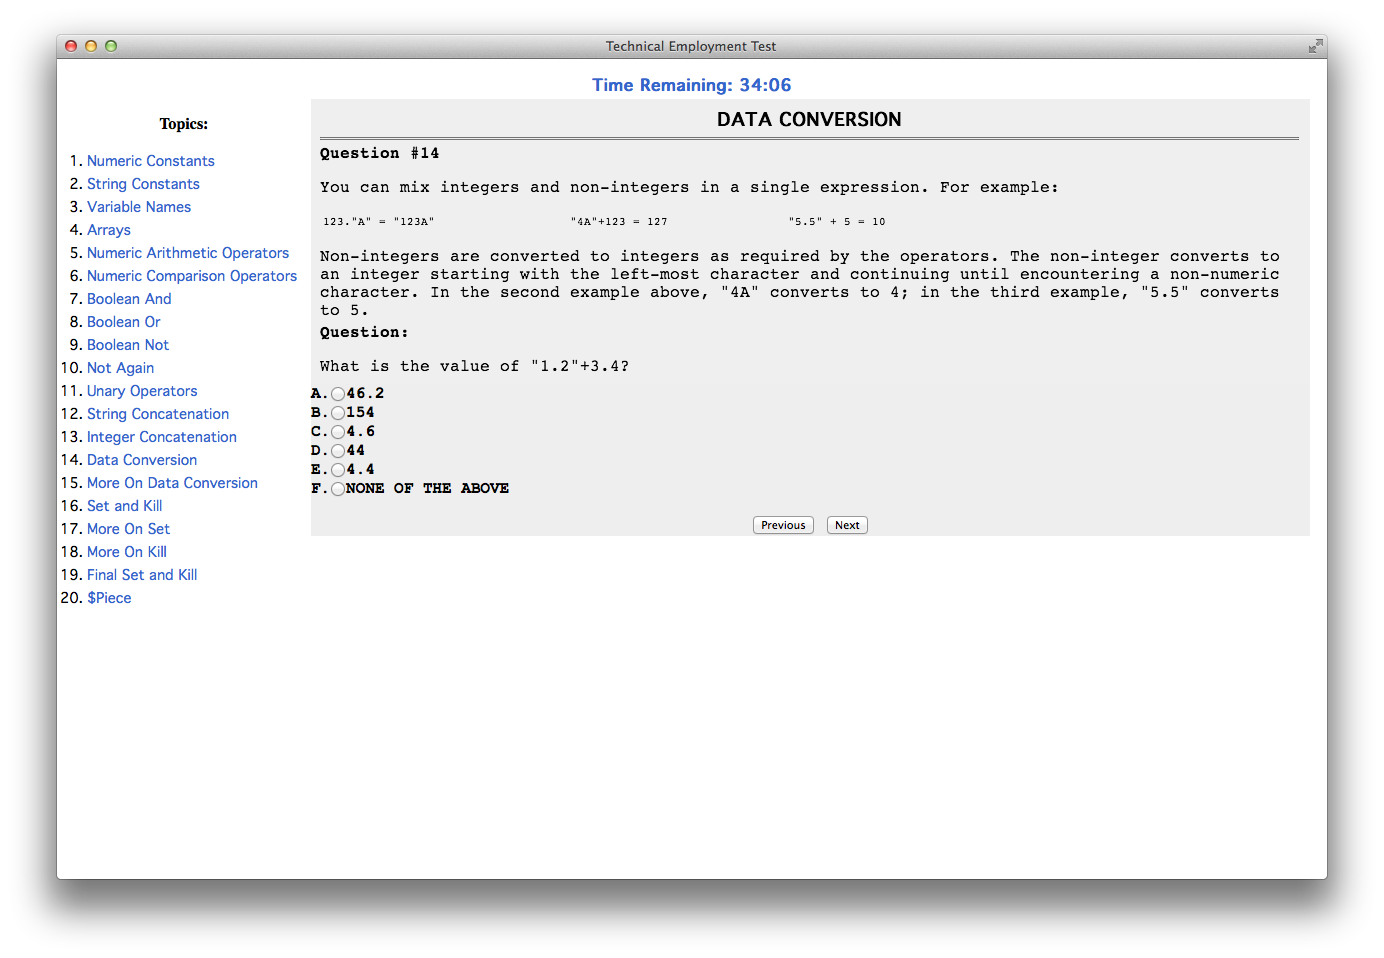 Technical Employment Test
Time Remaining: 34:06
Topics:
1. Numeric Constants
2. String Constants
3. Variable Names
4. Arrays
5. Numeric Arithmetic Operators
6. Numeric Comparison Operators
7. Boolean And
8. Boolean Or
9. Boolean Not
10. Not Again
11. Unary Operators
12. String Concatenation
13. Integer Concatenation
14. Data Conversion
15. More On Data Conversion
16. Set and Kill
17. More On Set
18. More On Kill
19. Final Set and Kill
20. $Piece
DATA CONVERSION
Question #14
You can mix integers and non-integers in a single expression. For example:
123."A" = "123A" "4A"+123 = 127 "5.5" + 5 = 10
Non-integers are converted to integers as required by the operators. The non-integer converts to
an integer starting with the left-most character and continuing until encountering a non-numeric
character. In the second example above, "4A" converts to 4; in the third example, "5.5" converts
to 5.
Question:
What is the value of "1.2"+3.4?
A. 46.2
B. 154
C. 4.6
D. 44
E. 4.4
F. NONE OF THE ABOVE
Previous Next